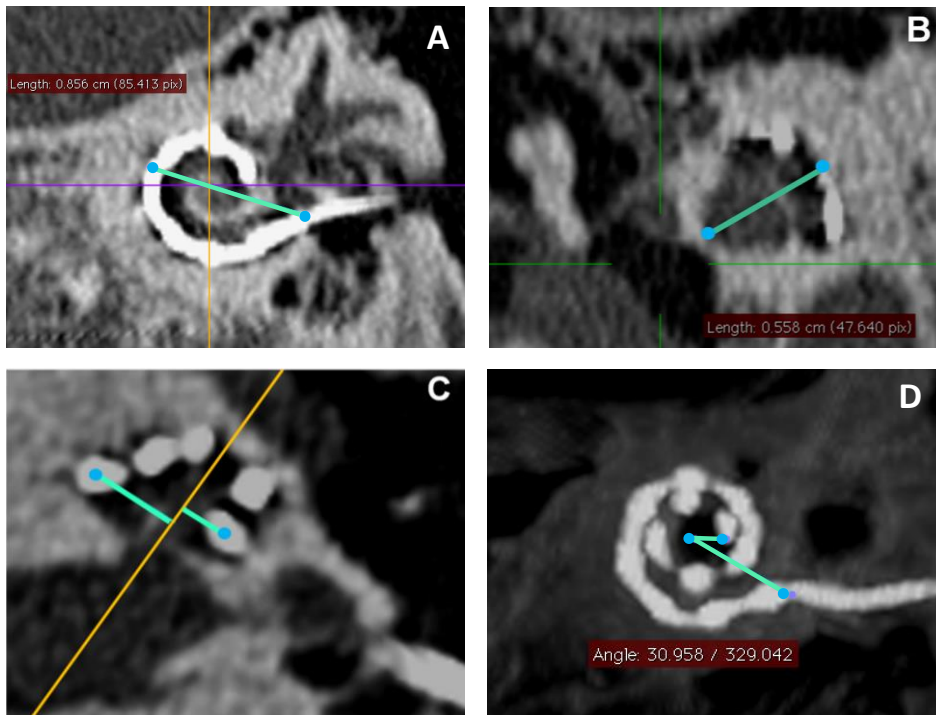 A
Length: 0.856 cm (85.413 pix)
B
Length: 0.558 cm (47.640 pix)
C
D
Angle: 30.958 / 329.042